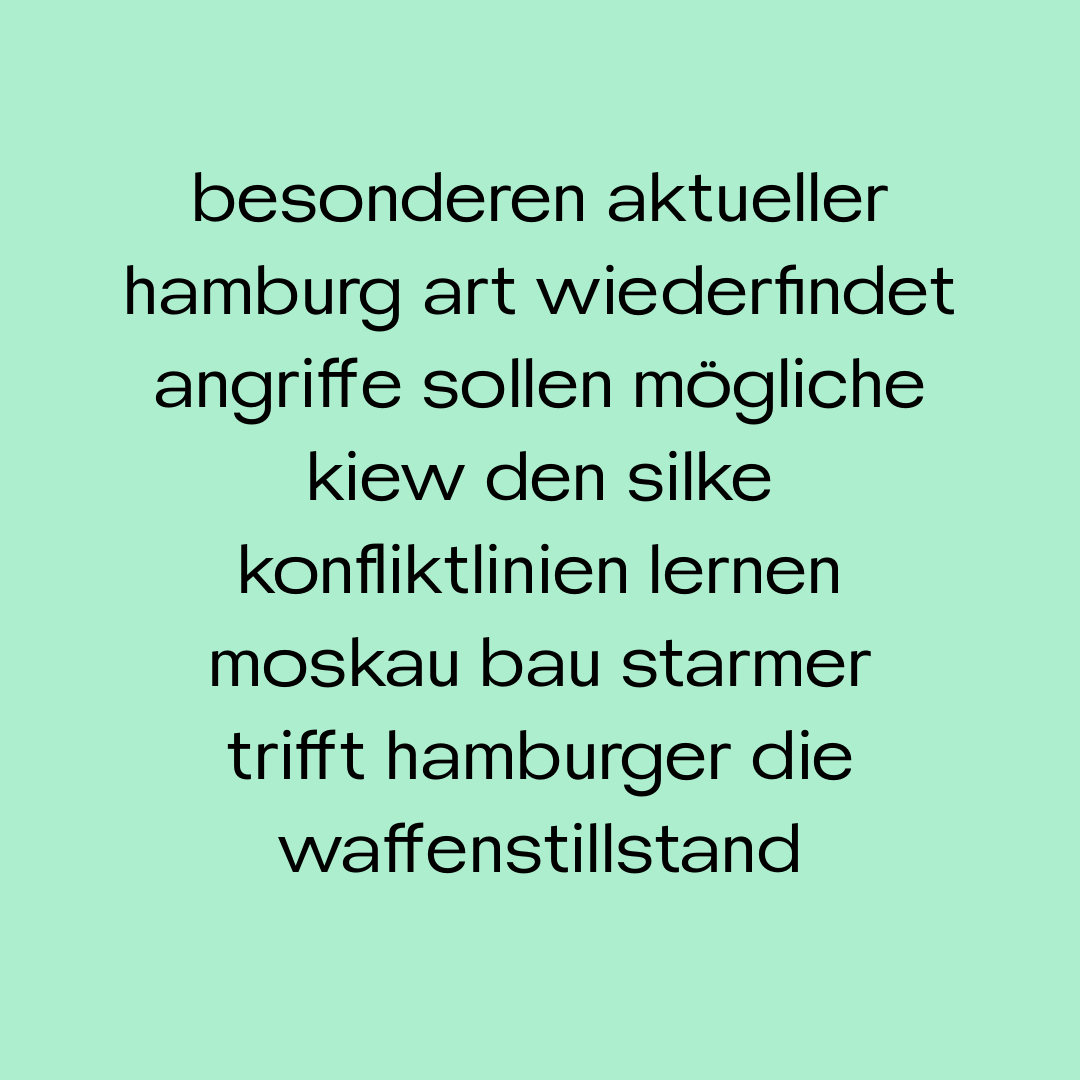 besonderen aktueller
hamburg art wiederfindet
angriffe sollen mögliche
kiew den silke
konfliktlinien lernen
moskau bau starmer
trifft hamburger die
waffenstillstand